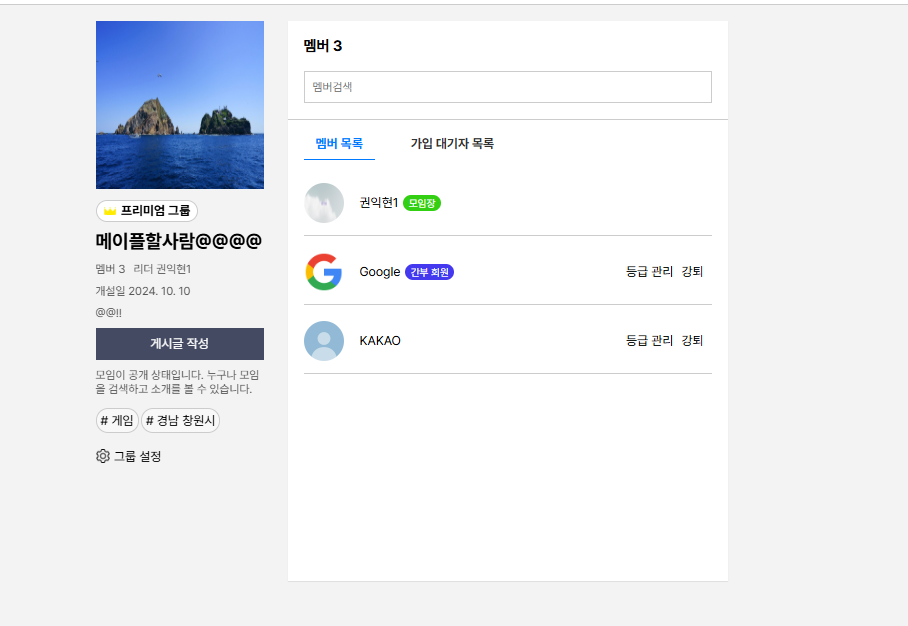 프리미엄 그룹
메이플할사람@@@@
멤버 3 리더 권익현1
개설일 2024. 10. 10
@@!!
게시글 작성
모임이 공개 상태입니다. 누구나 모임
을 검색하고 소개를 볼 수 있습니다.
# 게임 # 경남 창원시
그룹 설정
멤버 3
멤버검색
멤버 목록 가입 대기자 목록
권익현1 모임장
Google 간부 회원 등급 관리 강퇴
KAKAO 등급 관리 강퇴